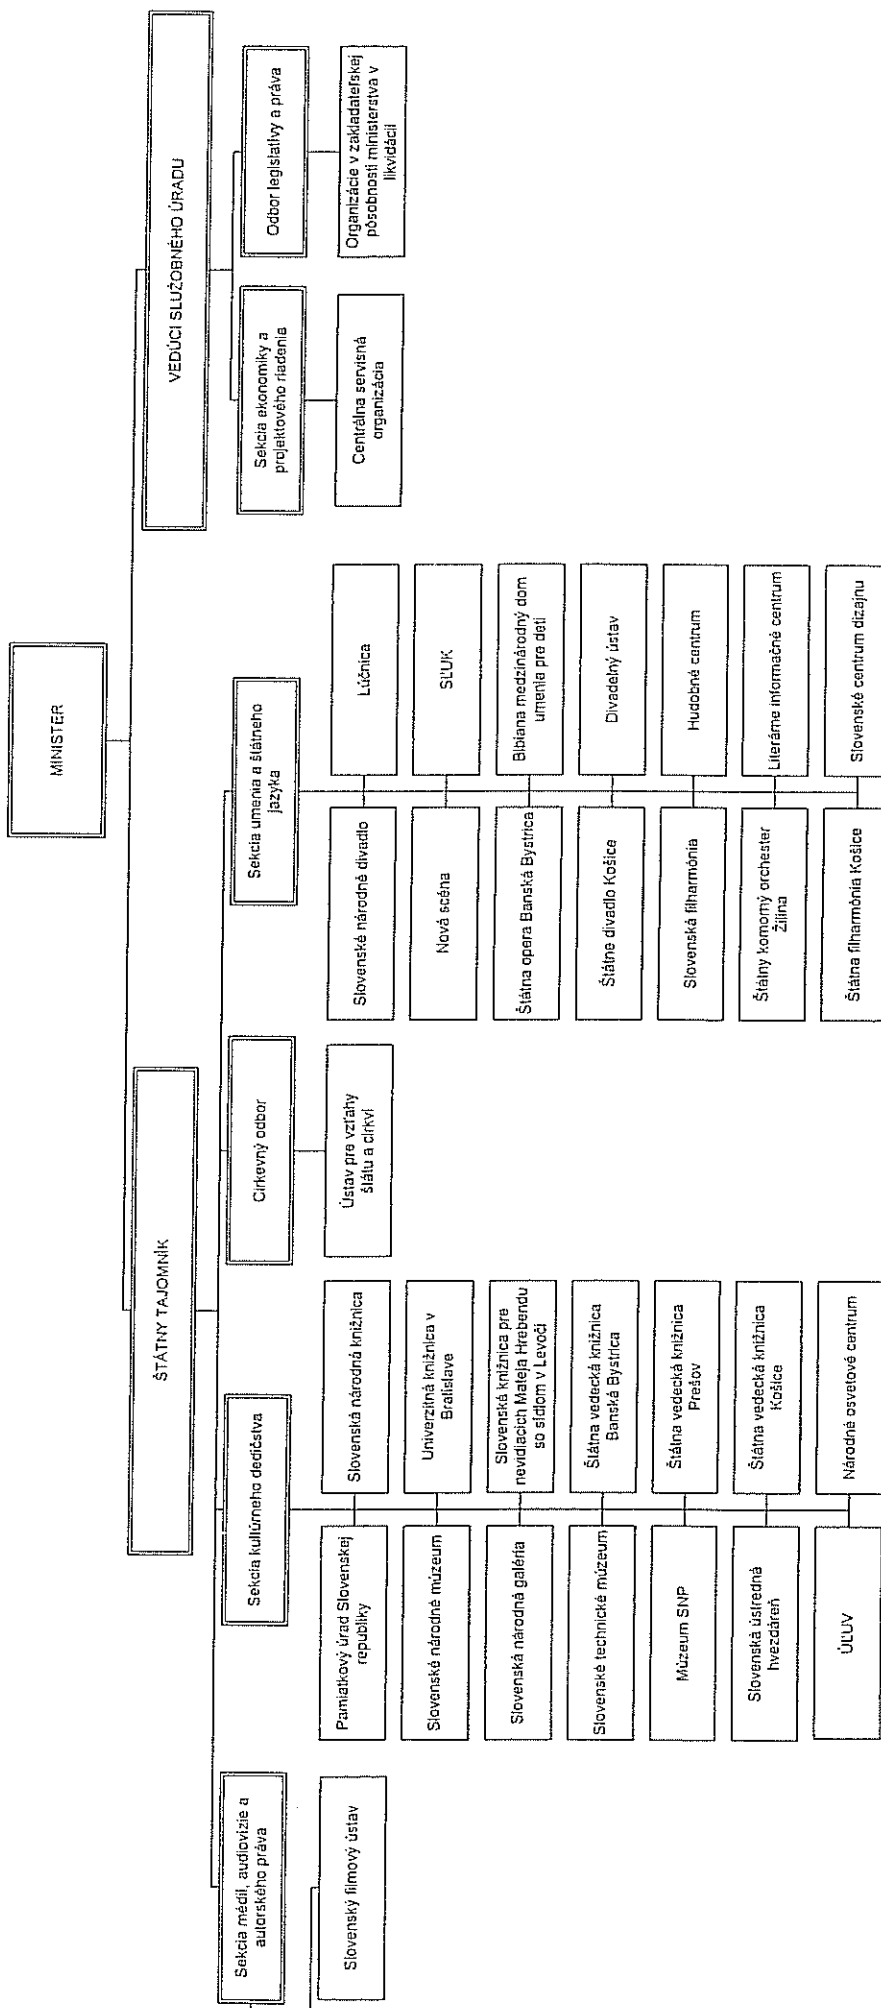 MINISTER
ŠTÁTNY TAJOMNÍK
VEDÚCI SLUŽOBNÉHO ÚRADU
Sekcia médií, audiovízie a
autorského práva
Sekcia kultúrneho dedičstva
Cirkevný odbor
Sekcia umenia a štátneho
jazyka
Sekcia ekonomiky a
projektového riadenia
Odbor legislatívy a práva
Slovenský filmový ústav
Pamiatkový úrad Slovenskej
republiky
Slovenská národná knižnica
Slovenské národné múzeum
Univerzitná knižnica v
Bratislave
Slovenská národná galéria
Slovenská knižnica pre
nevidiacich Mateja Hrebendu
so sídlom v Levoči
Slovenské technické múzeum
Štátna vedecká knižnica
Banská Bystrica
Múzeum SNP
Štátna vedecká knižnica
Prešov
Slovenská ústredná
hvezdáreň
Štátna vedecká knižnica
Košice
ÚĽUV
Národné osvetové centrum
Ústav pre vzťahy
štátu a cirkví
Slovenské národné divadlo
Lúčnica
Nová scéna
SĽUK
Štátna opera Banská Bystrica
Bibiana medzinárodný dom
umenia pre deti
Štátne divadlo Košice
Divadelný ústav
Slovenská filharmónia
Hudobné centrum
Štátny komorný orchester
Žilina
Literárne informačné centrum
Štátna filharmónia Košice
Slovenské centrum dizajnu
Centrálna servisná
organizácia
Organizácie v zakladateľskej
pôsobnosti ministerstva v
likvidácii